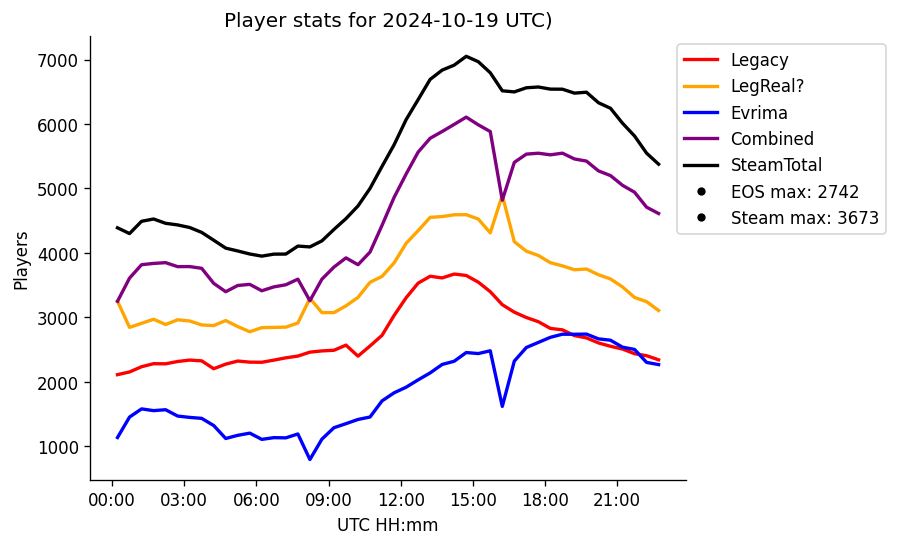 Player stats for 2024-10-19 UTC)
7000
6000
5000
4000
3000
2000
1000
Players
00:00 03:00 06:00 09:00 12:00 15:00 18:00 21:00
UTC HH:mm
Legacy
LegReal?
Evrima
Combined
SteamTotal
EOS max: 2742
Steam max: 3673